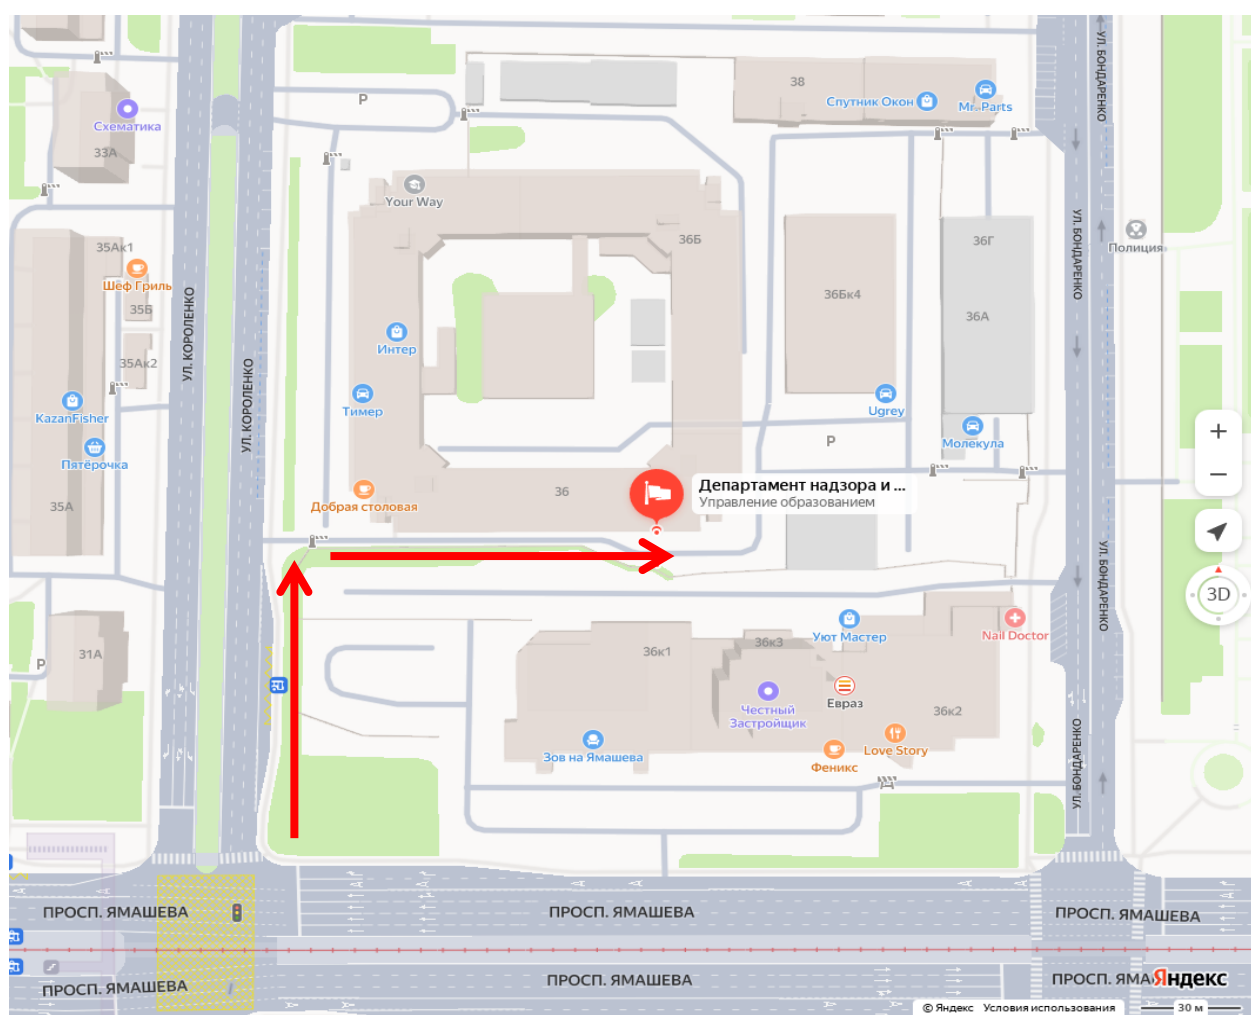 УЛ. БОНДАРЕНКО
38
Спутник Окон
Mr. Parts
P
Схематика
33А
Your Way
36Б
УЛ. БОНДАРЕНКО
36Г
Полиция
35Ак1
Шеф Гриль
35Б
УЛ. КОРОЛЕНКО
36Бк4
36А
Интер
35Ак2
УЛ. КОРОЛЕНКО
KazanFisher
Тимер
Ugrey
Пятёрочка
P
Молекула
35А
Добрая столовая
36
Департамент надзора и ...
Управление образованием
УЛ. БОНДАРЕНКО
3D
31А
P
36к1
36к3
Уют Мастер
Nail Doctor
Честный
Застройщик
Евраз
36к2
Зов на Ямашева
Феникс
Love Story
УЛ. БОНДАРЕНКО
А
А
А
ПРОСП. ЯМАШЕВА
ПРОСП. ЯМАШЕВА
ПРОСП. ЯМАШЕВА
ПРОСП. ЯМАШЕВА
ПРОСП. ЯМАШЕВА
ПРОСП. ЯМА
Яндекс
© Яндекс Условия использования
30 м